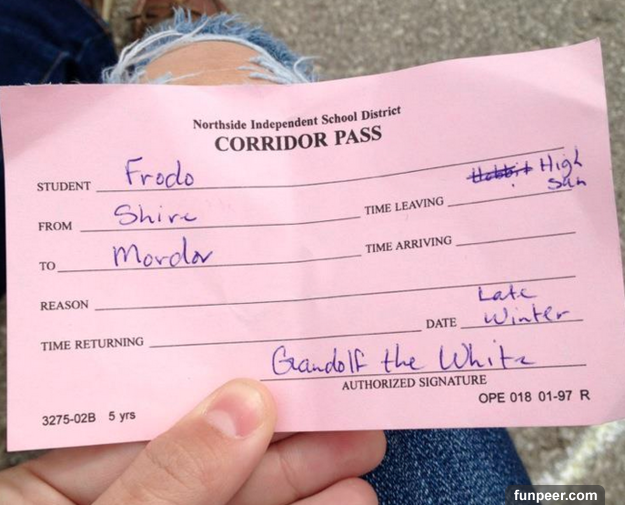 Northside Independent School District
CORRIDOR PASS
STUDENT Frodo
FROM Shire TIME LEAVING High Sun
TO Mordor TIME ARRIVING
REASON
TIME RETURNING DATE Late Winter
Gandolf the White
AUTHORIZED SIGNATURE
3275-02B 5 yrs OPE 018 01-97 R
funpeer.com